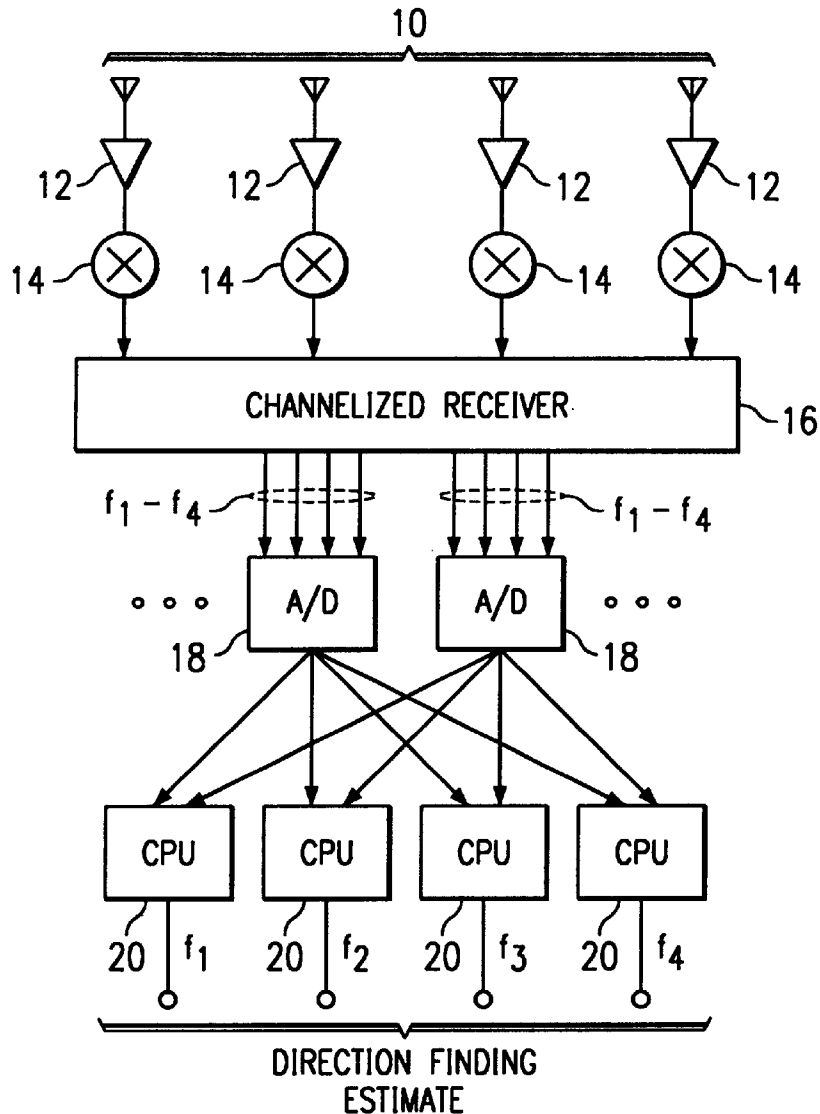 10
12 12 12 12
14 14 14 14
CHANNELIZED RECEIVER
16
f1 – f4 f1 – f4
A/D A/D
18 18
CPU CPU CPU CPU
20 f1 20 f2 20 f3 20 f4
DIRECTION FINDING
ESTIMATE